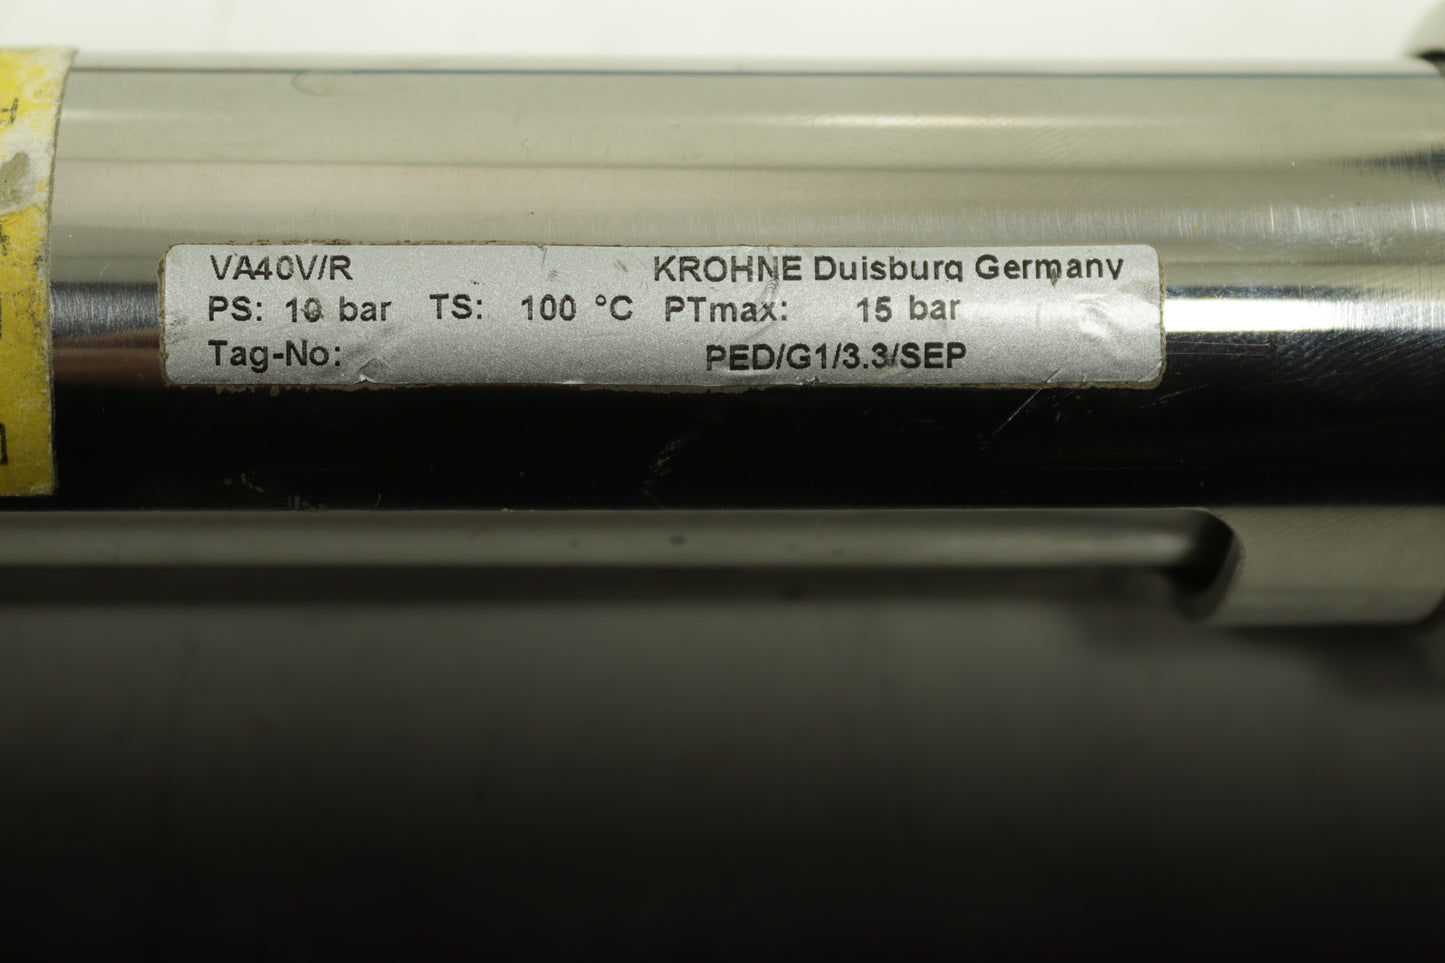 VA40V/R KROHNE Duisburg Germany
PS: 10 bar TS: 100 °C PTmax: 15 bar
Tag-No: PED/G1/3.3/SEP